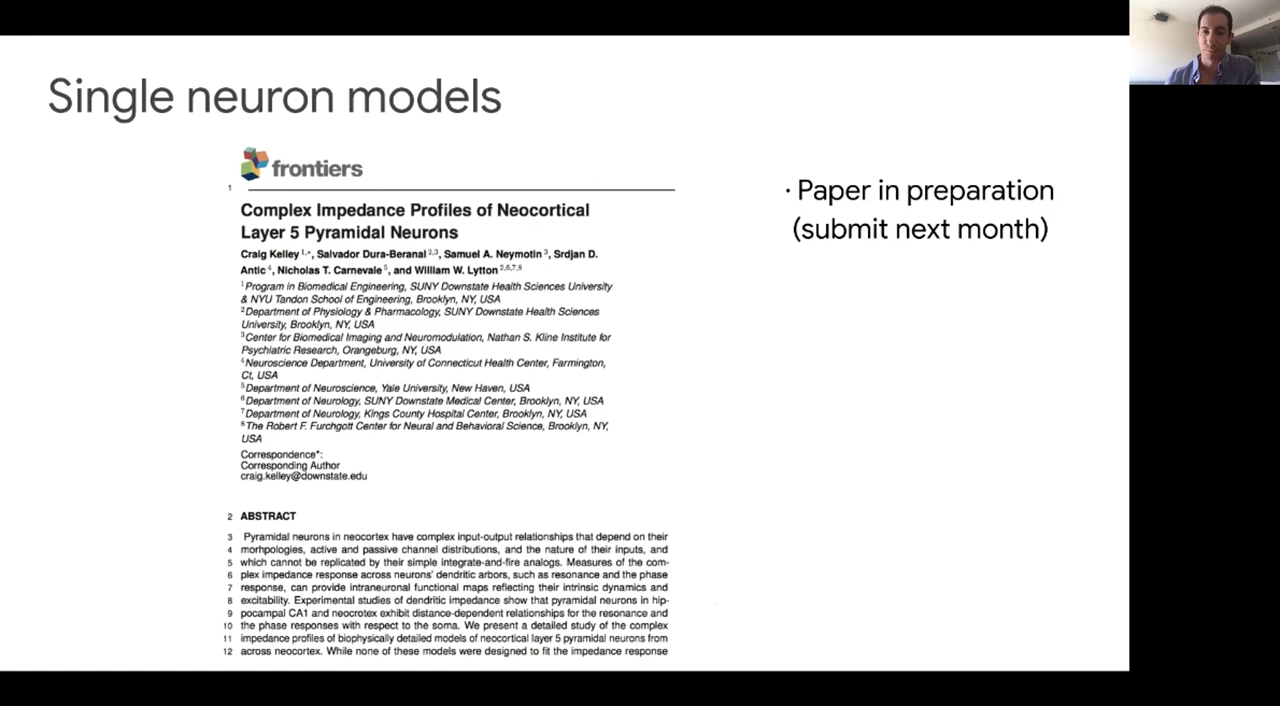 Single neuron models
frontiers
1
Complex Impedance Profiles of Neocortical
Layer 5 Pyramidal Neurons
Craig Kelley 1,*, Salvador Dura-Beranal 2,3, Samuel A. Neymotin 3, Srdjan D.
Antic 4, Nicholas T. Carnevale 5, and William W. Lytton 2,6,7,8
1 Program in Biomedical Engineering, SUNY Downstate Health Sciences University
& NYU Tandon School of Engineering, Brooklyn, NY, USA
2 Department of Physiology & Pharmacology, SUNY Downstate Health Sciences
University, Brooklyn, NY, USA
3 Center for Biomedical Imaging and Neuromodulation, Nathan S. Kline Institute for
Psychiatric Research, Orangeburg, NY, USA
4 Neuroscience Department, University of Connecticut Health Center, Farmington,
Ct, USA
5 Department of Neuroscience, Yale University, New Haven, USA
6 Department of Neurology, SUNY Downstate Medical Center, Brooklyn, NY, USA
7 Department of Neurology, Kings County Hospital Center, Brooklyn, NY, USA
8 The Robert F. Furchgott Center for Neural and Behavioral Science, Brooklyn, NY,
USA
Correspondence*:
Corresponding Author
craig.kelley@downstate.edu
2 ABSTRACT
3 Pyramidal neurons in neocortex have complex input-output relationships that depend on their
4 morhpologies, active and passive channel distributions, and the nature of their inputs, and
5 which cannot be replicated by their simple integrate-and-fire analogs. Measures of the com-
6 plex impedance response across neurons' dendritic arbors, such as resonance and the phase
7 response, can provide intraneuronal functional maps reflecting their intrinsic dynamics and
8 excitability. Experimental studies of dendritic impedance show that pyramidal neurons in hip-
9 pocampal CA1 and neocrotex exhibit distance-dependent relationships for the resonance and
10 the phase responses with respect to the soma. We present a detailed study of the complex
11 impedance profiles of biophysically detailed models of neocortical layer 5 pyramidal neurons from
12 across neocortex. While none of these models were designed to fit the impedance response
· Paper in preparation
(submit next month)